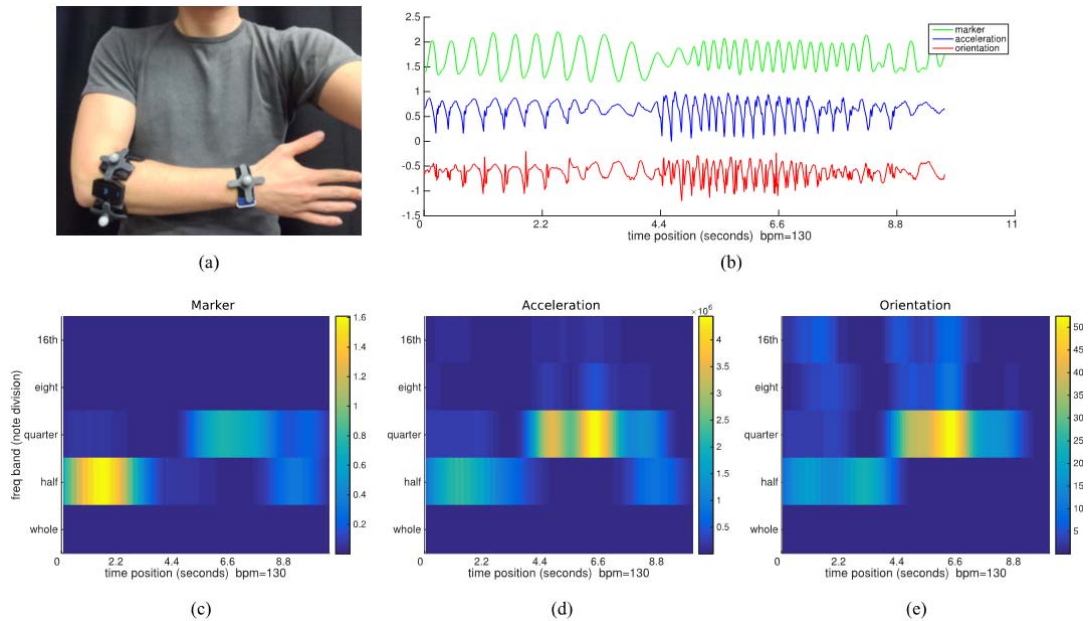 2.5
2
1.5
1
0.5
0
-0.5
-1
-1.5
marker
acceleration
orientation
0 2.2 4.4 6.6 8.8 11
time position (seconds) bpm=130
(a) (b)
Marker
freq band (note division)
16th
eight
quarter
half
whole
0 2.2 4.4 6.6 8.8
time position (seconds) bpm=130
1.6
1.4
1.2
1
0.8
0.6
0.4
0.2
(c)
Acceleration
16th
eight
quarter
half
whole
0 2.2 4.4 6.6 8.8
time position (seconds) bpm=130
×10⁶
4
3.5
3
2.5
2
1.5
1
0.5
(d)
Orientation
16th
eight
quarter
half
whole
0 2.2 4.4 6.6 8.8
time position (seconds) bpm=130
50
45
40
35
30
25
20
15
10
5
0
(e)